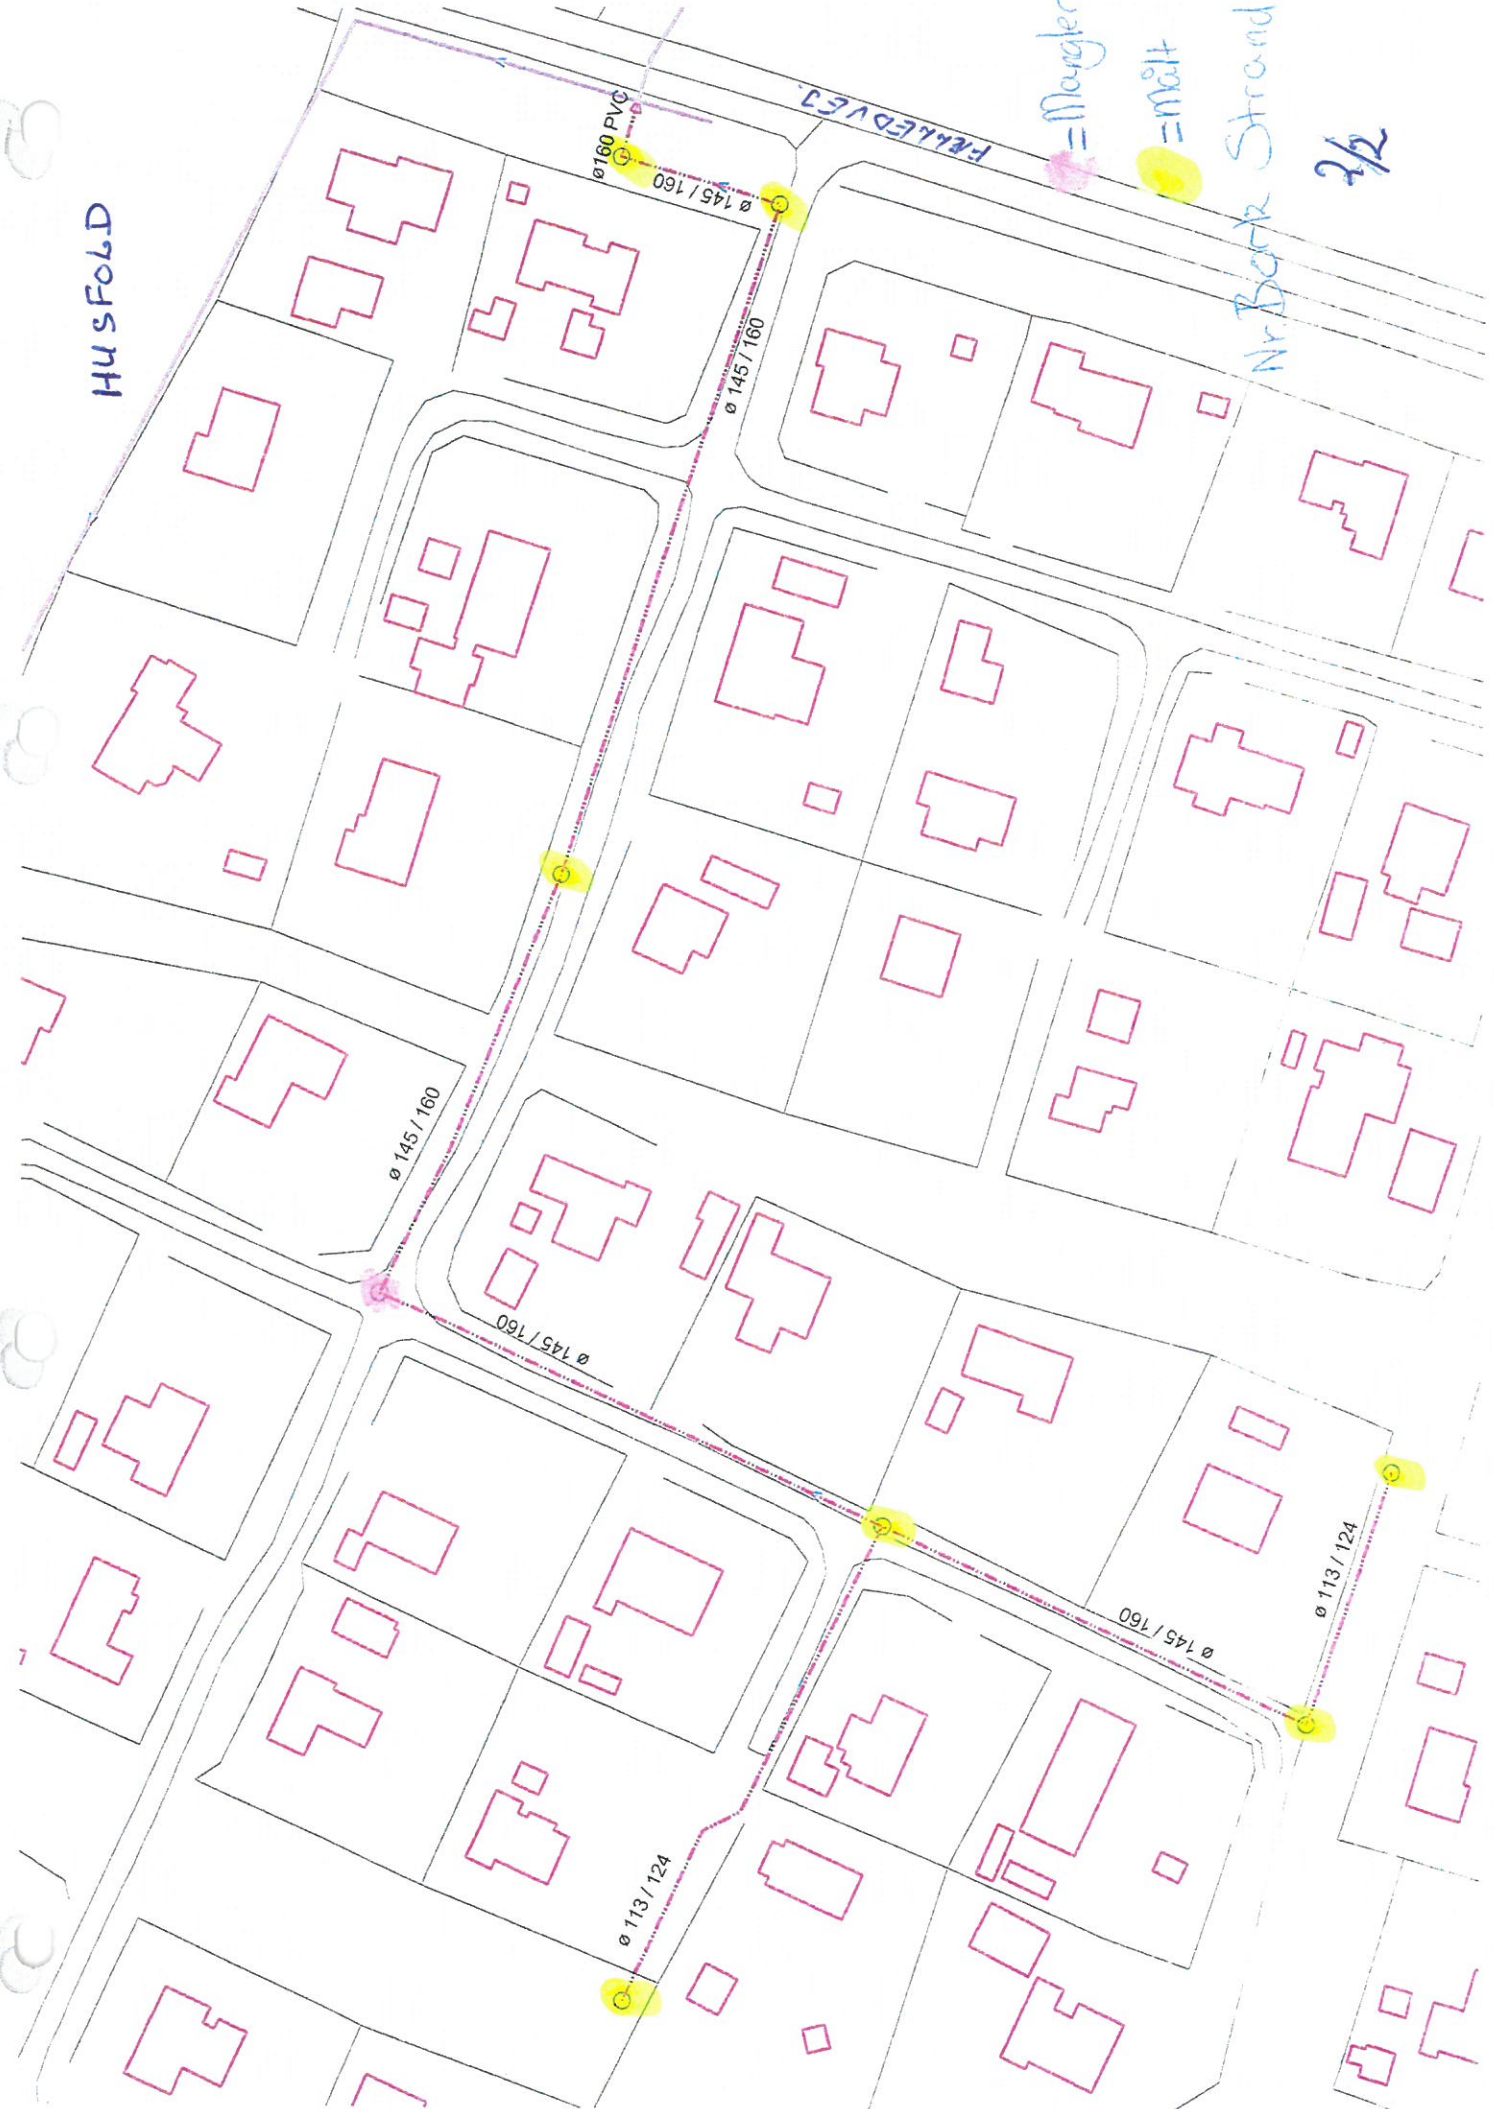 HUSFOLD
ø160 PVC
ø 145 / 160
FÆLLEDVEJ.
=Mangler
=målt
Nr. Bork Strand
2/2
ø 145 / 160
ø 145 / 160
ø 145 / 160
ø 145 / 160
ø 113 / 124
ø 113 / 124